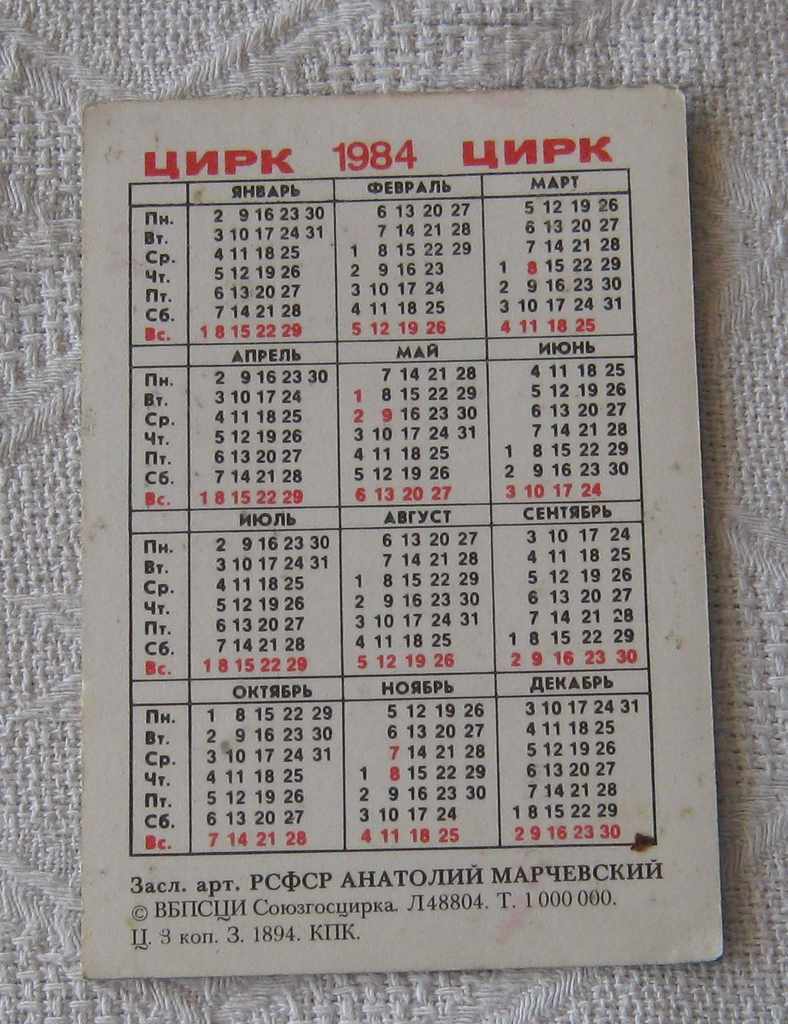 ЦИРК 1984 ЦИРК
ЯНВАРЬ ФЕВРАЛЬ МАРТ
Пн. 2 9 16 23 30 6 13 20 27 5 12 19 26
Вт. 3 10 17 24 31 7 14 21 28 6 13 20 27
Ср. 4 11 18 25 1 8 15 22 29 7 14 21 28
Чт. 5 12 19 26 2 9 16 23 1 8 15 22 29
Пт. 6 13 20 27 3 10 17 24 2 9 16 23 30
Сб. 7 14 21 28 4 11 18 25 3 10 17 24 31
Вс. 1 8 15 22 29 5 12 19 26 4 11 18 25
АПРЕЛЬ МАЙ ИЮНЬ
Пн. 2 9 16 23 30 7 14 21 28 4 11 18 25
Вт. 3 10 17 24 1 8 15 22 29 5 12 19 26
Ср. 4 11 18 25 2 9 16 23 30 6 13 20 27
Чт. 5 12 19 26 3 10 17 24 31 7 14 21 28
Пт. 6 13 20 27 4 11 18 25 1 8 15 22 29
Сб. 7 14 21 28 5 12 19 26 2 9 16 23 30
Вс. 1 8 15 22 29 6 13 20 27 3 10 17 24
ИЮЛЬ АВГУСТ СЕНТЯБРЬ
Пн. 2 9 16 23 30 6 13 20 27 3 10 17 24
Вт. 3 10 17 24 31 7 14 21 28 4 11 18 25
Ср. 4 11 18 25 1 8 15 22 29 5 12 19 26
Чт. 5 12 19 26 2 9 16 23 30 6 13 20 27
Пт. 6 13 20 27 3 10 17 24 31 7 14 21 28
Сб. 7 14 21 28 4 11 18 25 1 8 15 22 29
Вс. 1 8 15 22 29 5 12 19 26 2 9 16 23 30
ОКТЯБРЬ НОЯБРЬ ДЕКАБРЬ
Пн. 1 8 15 22 29 5 12 19 26 3 10 17 24 31
Вт. 2 9 16 23 30 6 13 20 27 4 11 18 25
Ср. 3 10 17 24 31 7 14 21 28 5 12 19 26
Чт. 4 11 18 25 1 8 15 22 29 6 13 20 27
Пт. 5 12 19 26 2 9 16 23 30 7 14 21 28
Сб. 6 13 20 27 3 10 17 24 1 8 15 22 29
Вс. 7 14 21 28 4 11 18 25 2 9 16 23 30
Засл. арт. РСФСР АНАТОЛИЙ МАРЧЕВСКИЙ
© ВБПСЦИ Союзгосцирка. Л48804. Т. 1 000 000.
Ц. 3 коп. З. 1894. КПК.